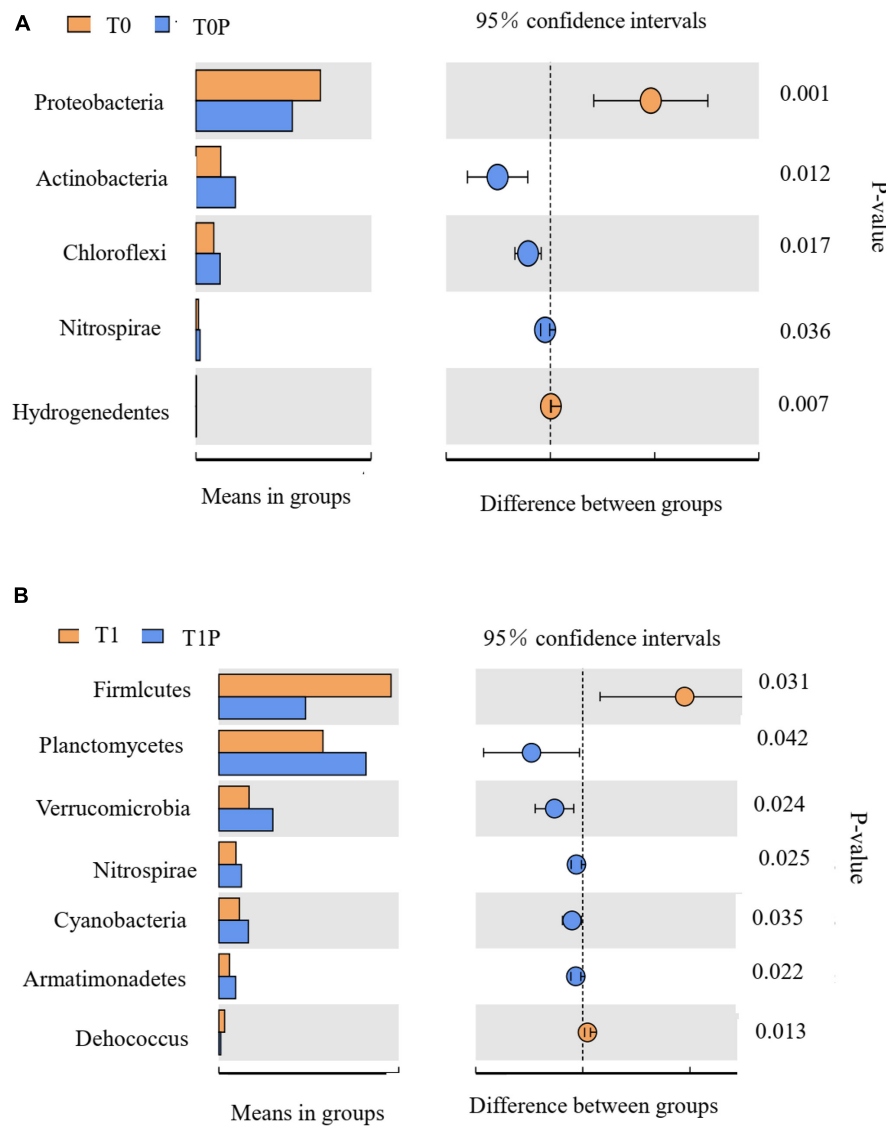 A
T0 T0P
95% confidence intervals
Proteobacteria
0.001
Actinobacteria
0.012
Chloroflexi
0.017
Nitrospirae
0.036
Hydrogenedentes
0.007
P-value
Means in groups
Difference between groups
B
T1 T1P
95% confidence intervals
Firmlcutes
0.031
Planctomycetes
0.042
Verrucomicrobia
0.024
Nitrospirae
0.025
Cyanobacteria
0.035
Armatimonadetes
0.022
Dehococcus
0.013
P-value
Means in groups
Difference between groups